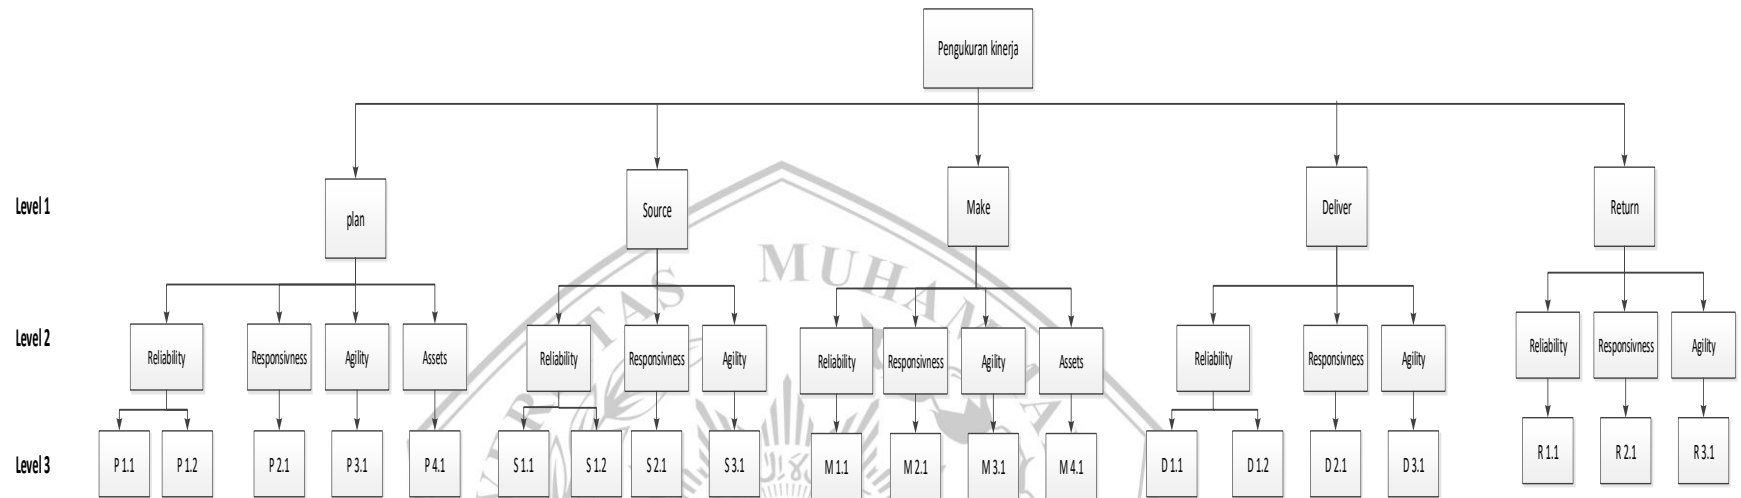 Pengukuran kinerja
Level 1
plan
Source
Make
Deliver
Return
Level 2
Reliability
Responsivness
Agility
Assets
Reliability
Responsivness
Agility
Reliability
Responsivness
Agility
Assets
Reliability
Responsivness
Agility
Reliability
Responsivness
Agility
Level 3
P 1.1
P 1.2
P 2.1
P 3.1
P 4.1
S 1.1
S 1.2
S 2.1
S 3.1
M 1.1
M 2.1
M 3.1
M 4.1
D 1.1
D 1.2
D 2.1
D 3.1
R 1.1
R 2.1
R 3.1